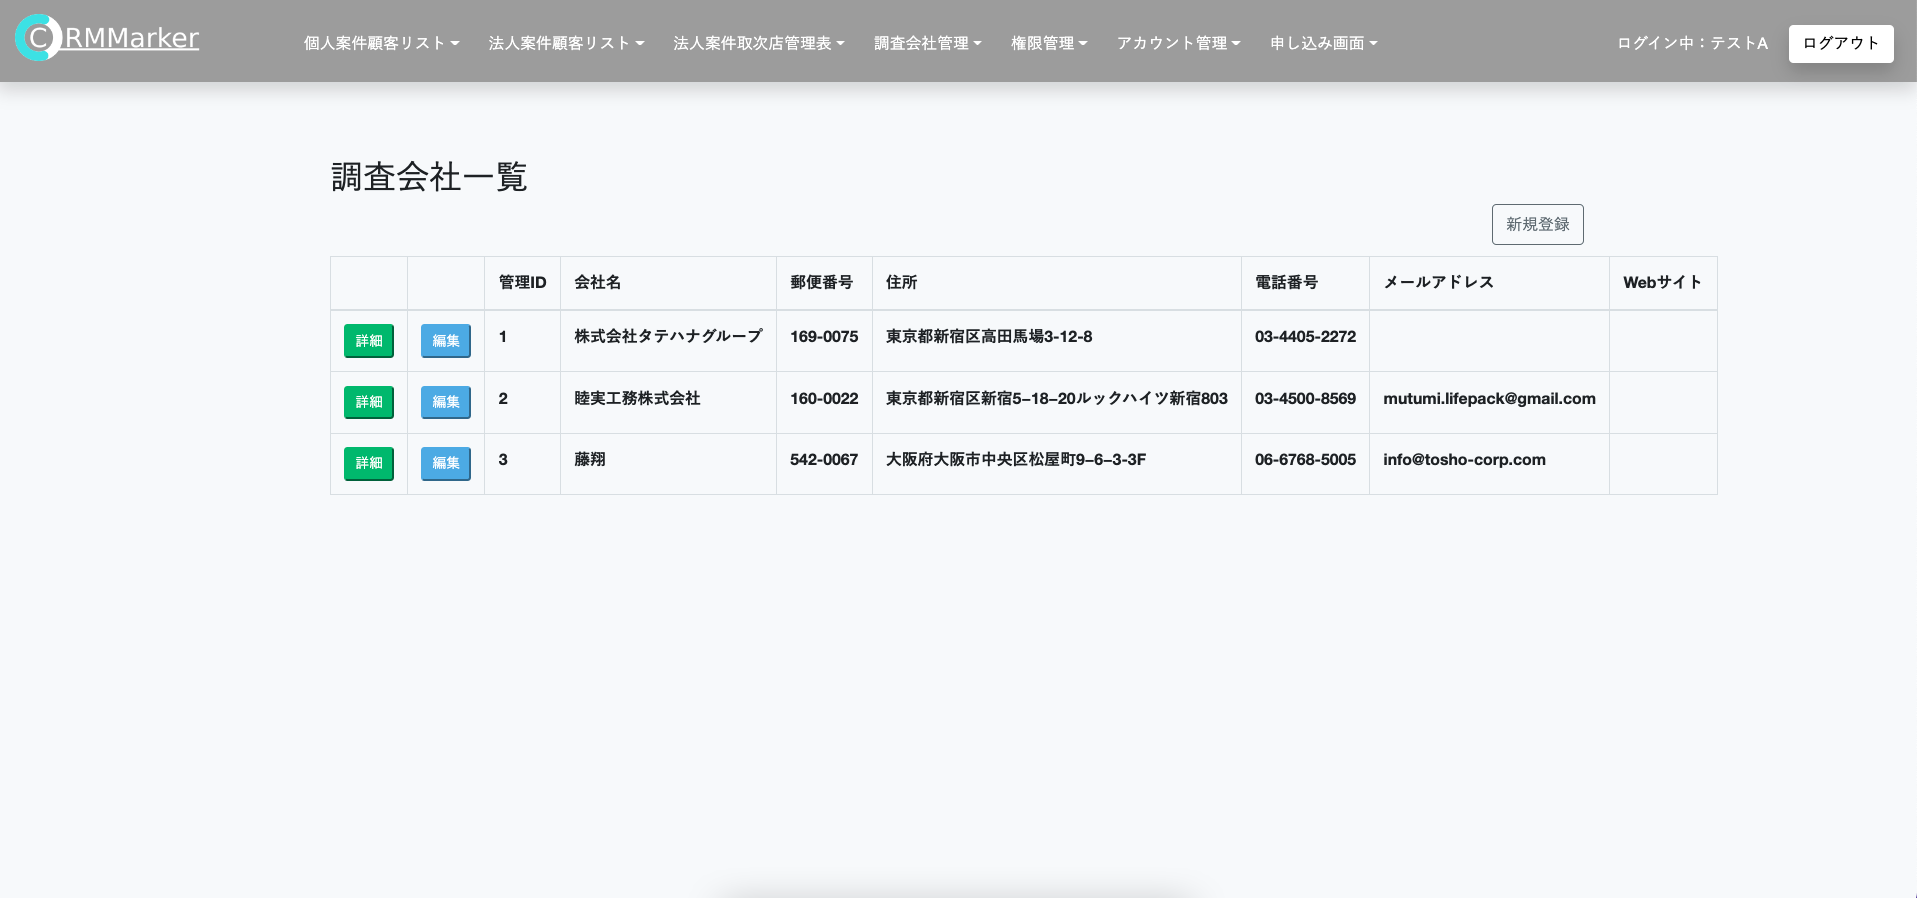 CRMMarker
個人案件顧客リスト 法人案件顧客リスト 法人案件取次店管理表 調査会社管理 権限管理 アカウント管理 申し込み画面 ログイン中：テストA ログアウト
調査会社一覧
新規登録
管理ID 会社名 郵便番号 住所 電話番号 メールアドレス Webサイト
詳細 編集 1 株式会社タテハナグループ 169-0075 東京都新宿区高田馬場3-12-8 03-4405-2272
詳細 編集 2 睦実工務株式会社 160-0022 東京都新宿区新宿5−18−20ルックハイツ新宿803 03-4500-8569 mutumi.lifepack@gmail.com
詳細 編集 3 藤翔 542-0067 大阪府大阪市中央区松屋町9−6−3-3F 06-6768-5005 info@tosho-corp.com